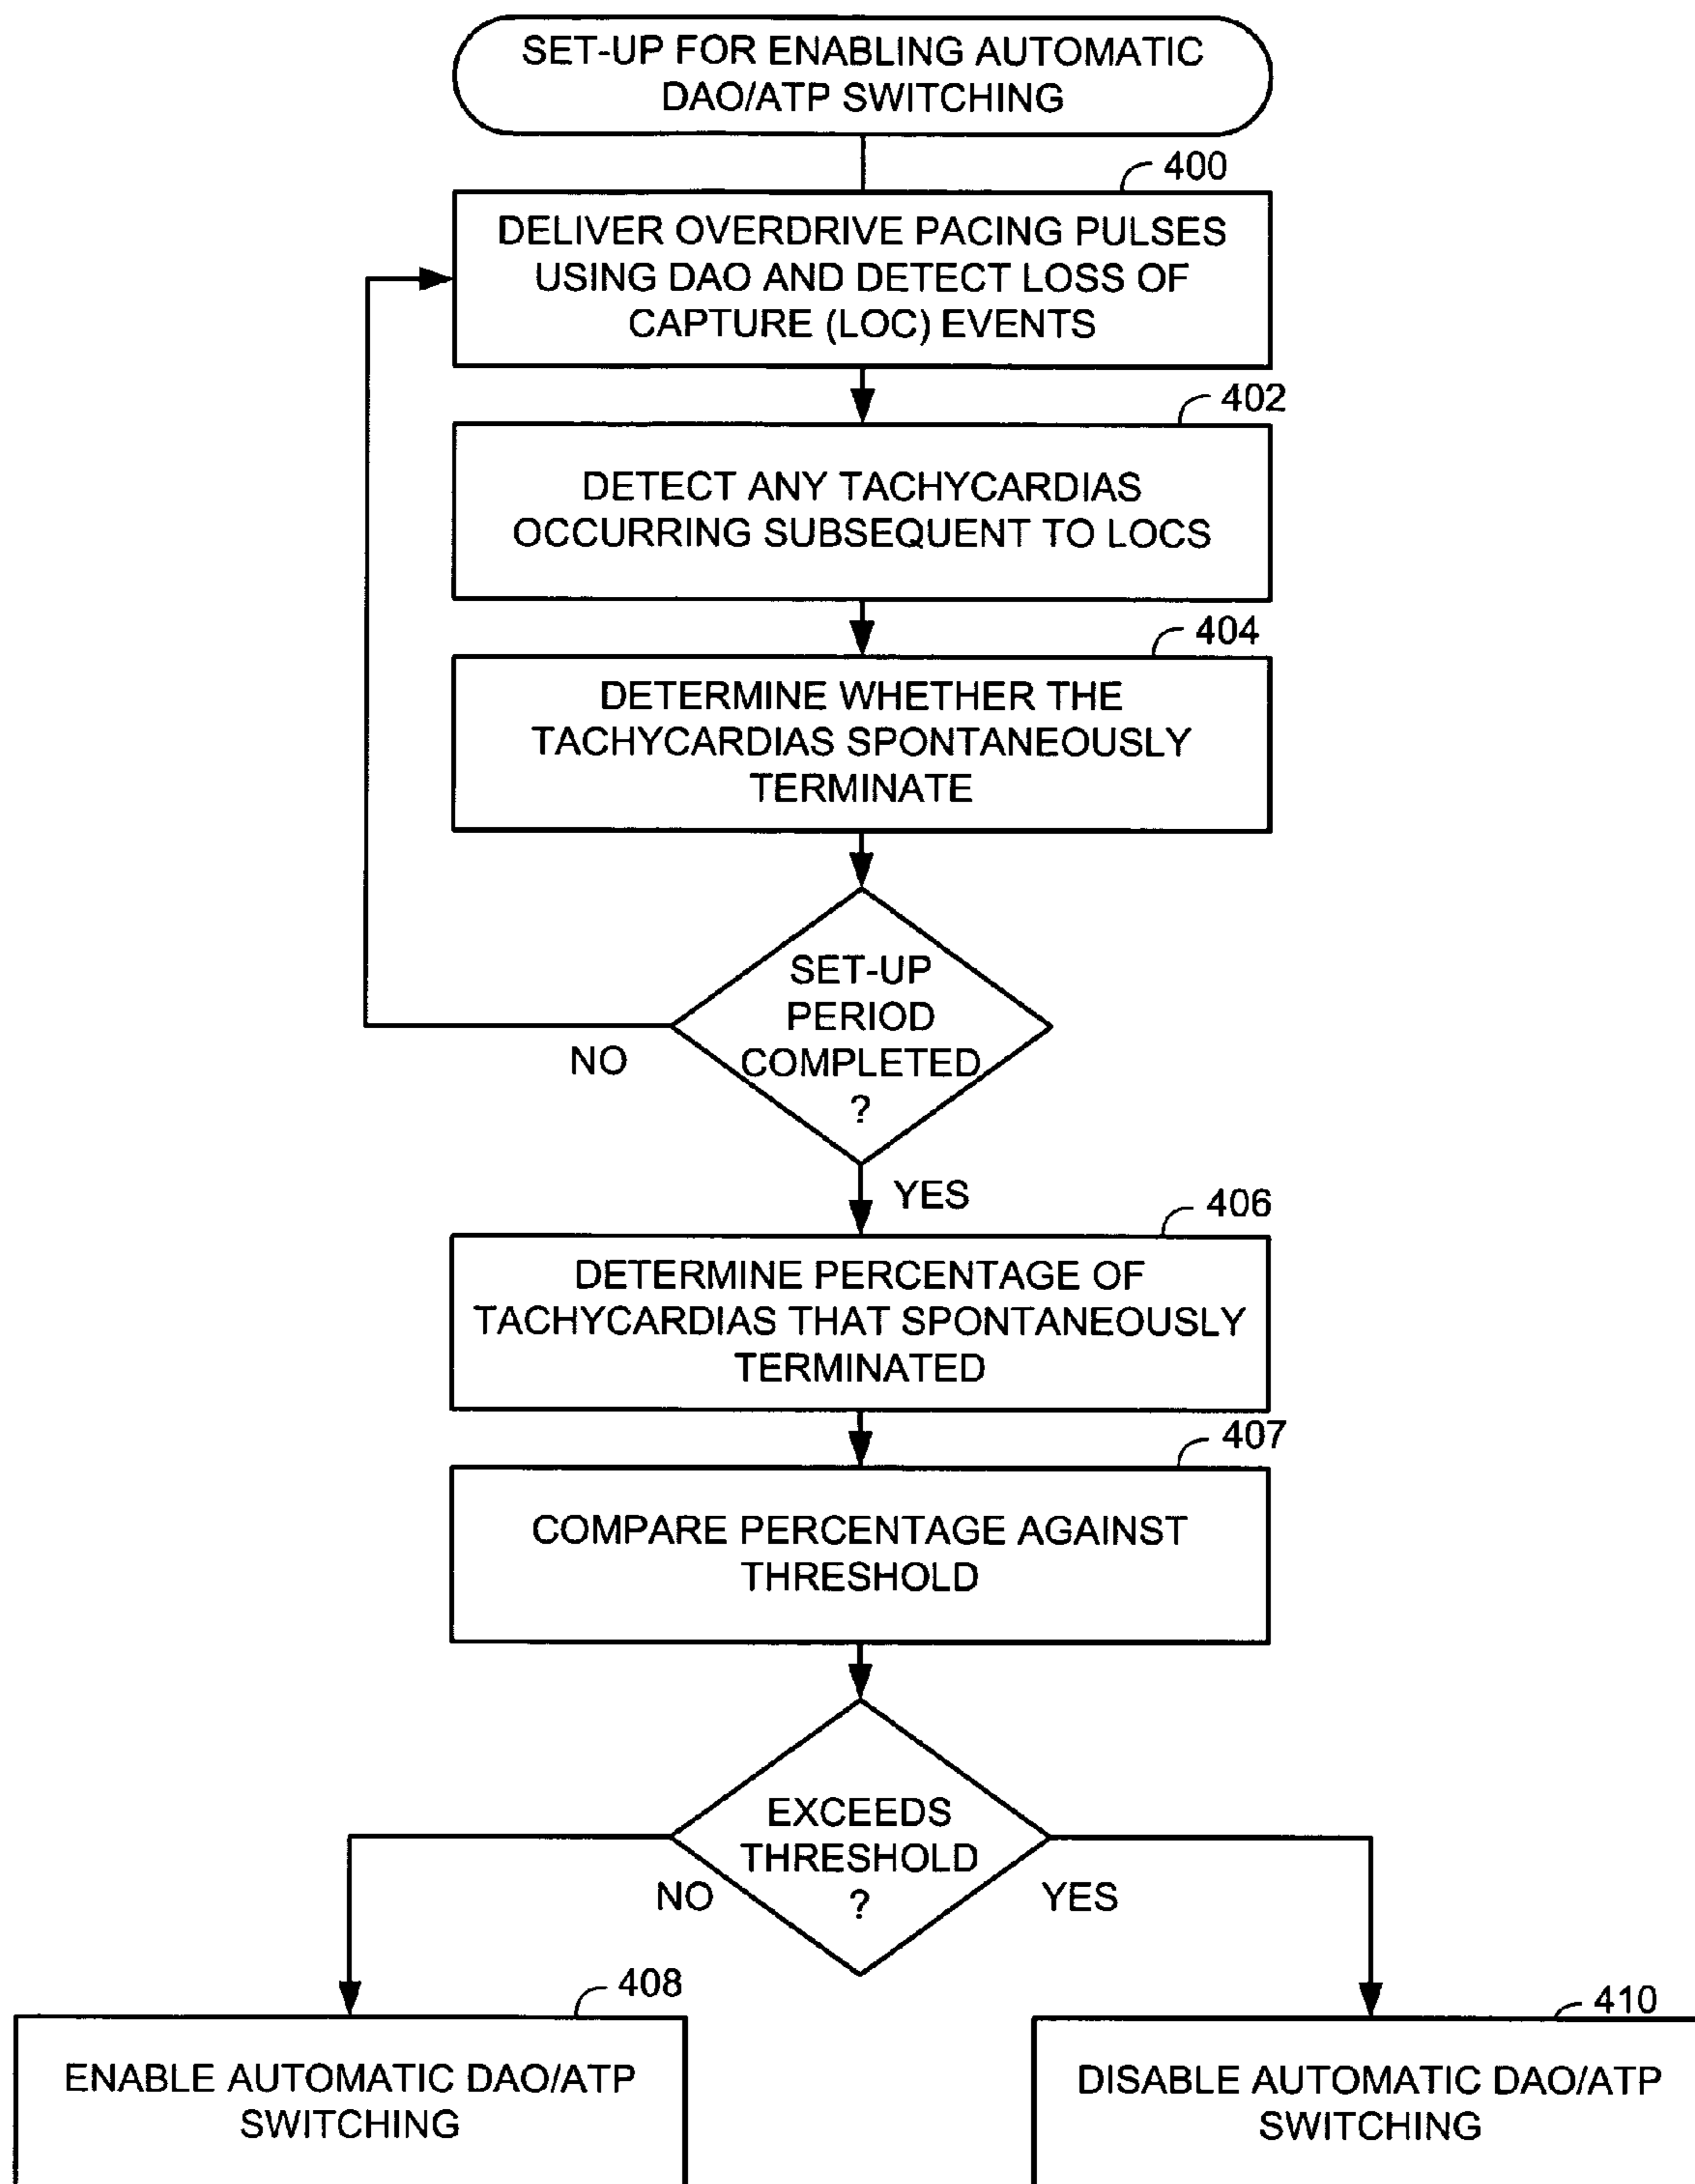 SET-UP FOR ENABLING AUTOMATIC
DAO/ATP SWITCHING
400
DELIVER OVERDRIVE PACING PULSES
USING DAO AND DETECT LOSS OF
CAPTURE (LOC) EVENTS
402
DETECT ANY TACHYCARDIAS
OCCURRING SUBSEQUENT TO LOCS
404
DETERMINE WHETHER THE
TACHYCARDIAS SPONTANEOUSLY
TERMINATE
SET-UP
PERIOD
COMPLETED
?
NO
YES
406
DETERMINE PERCENTAGE OF
TACHYCARDIAS THAT SPONTANEOUSLY
TERMINATED
407
COMPARE PERCENTAGE AGAINST
THRESHOLD
EXCEEDS
THRESHOLD
?
NO
YES
408
ENABLE AUTOMATIC DAO/ATP
SWITCHING
410
DISABLE AUTOMATIC DAO/ATP
SWITCHING